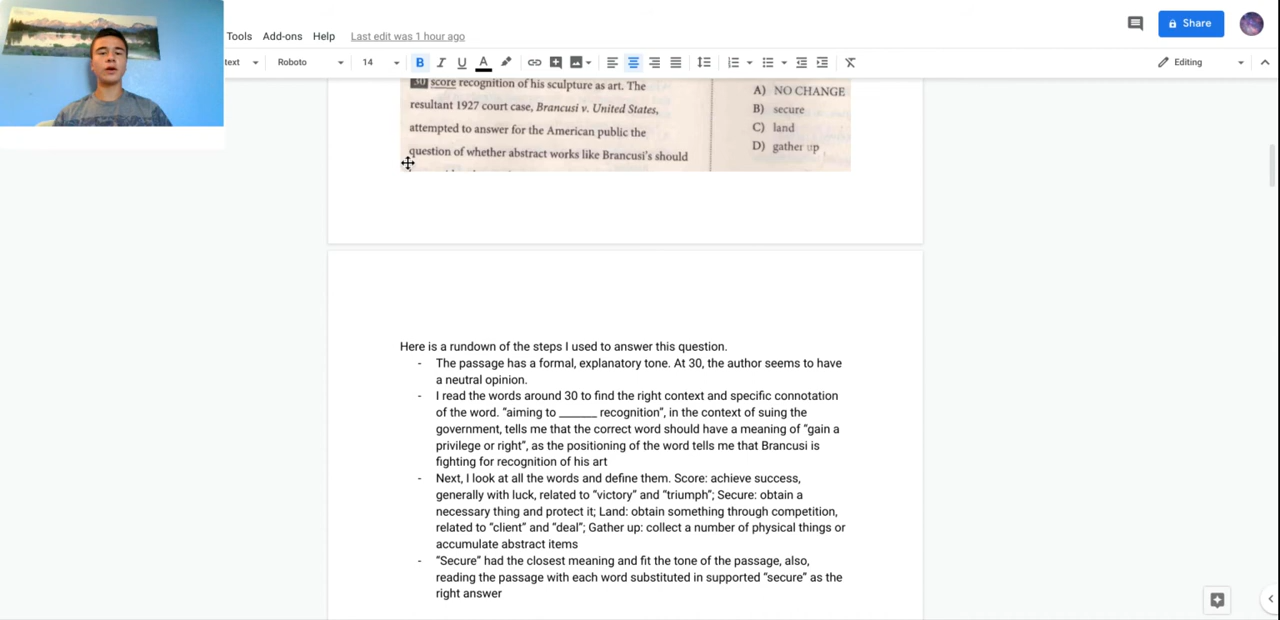 Tools Add-ons Help Last edit was 1 hour ago
Share
text Roboto 14 B I U A Editing
30 score recognition of his sculpture as art. The
resultant 1927 court case, Brancusi v. United States,
attempted to answer for the American public the
question of whether abstract works like Brancusi's should
A) NO CHANGE
B) secure
C) land
D) gather up
Here is a rundown of the steps I used to answer this question.
- The passage has a formal, explanatory tone. At 30, the author seems to have
a neutral opinion.
- I read the words around 30 to find the right context and specific connotation
of the word. “aiming to ______ recognition”, in the context of suing the
government, tells me that the correct word should have a meaning of “gain a
privilege or right”, as the positioning of the word tells me that Brancusi is
fighting for recognition of his art
- Next, I look at all the words and define them. Score: achieve success,
generally with luck, related to “victory” and “triumph”; Secure: obtain a
necessary thing and protect it; Land: obtain something through competition,
related to “client” and “deal”; Gather up: collect a number of physical things or
accumulate abstract items
- “Secure” had the closest meaning and fit the tone of the passage, also,
reading the passage with each word substituted in supported “secure” as the
right answer